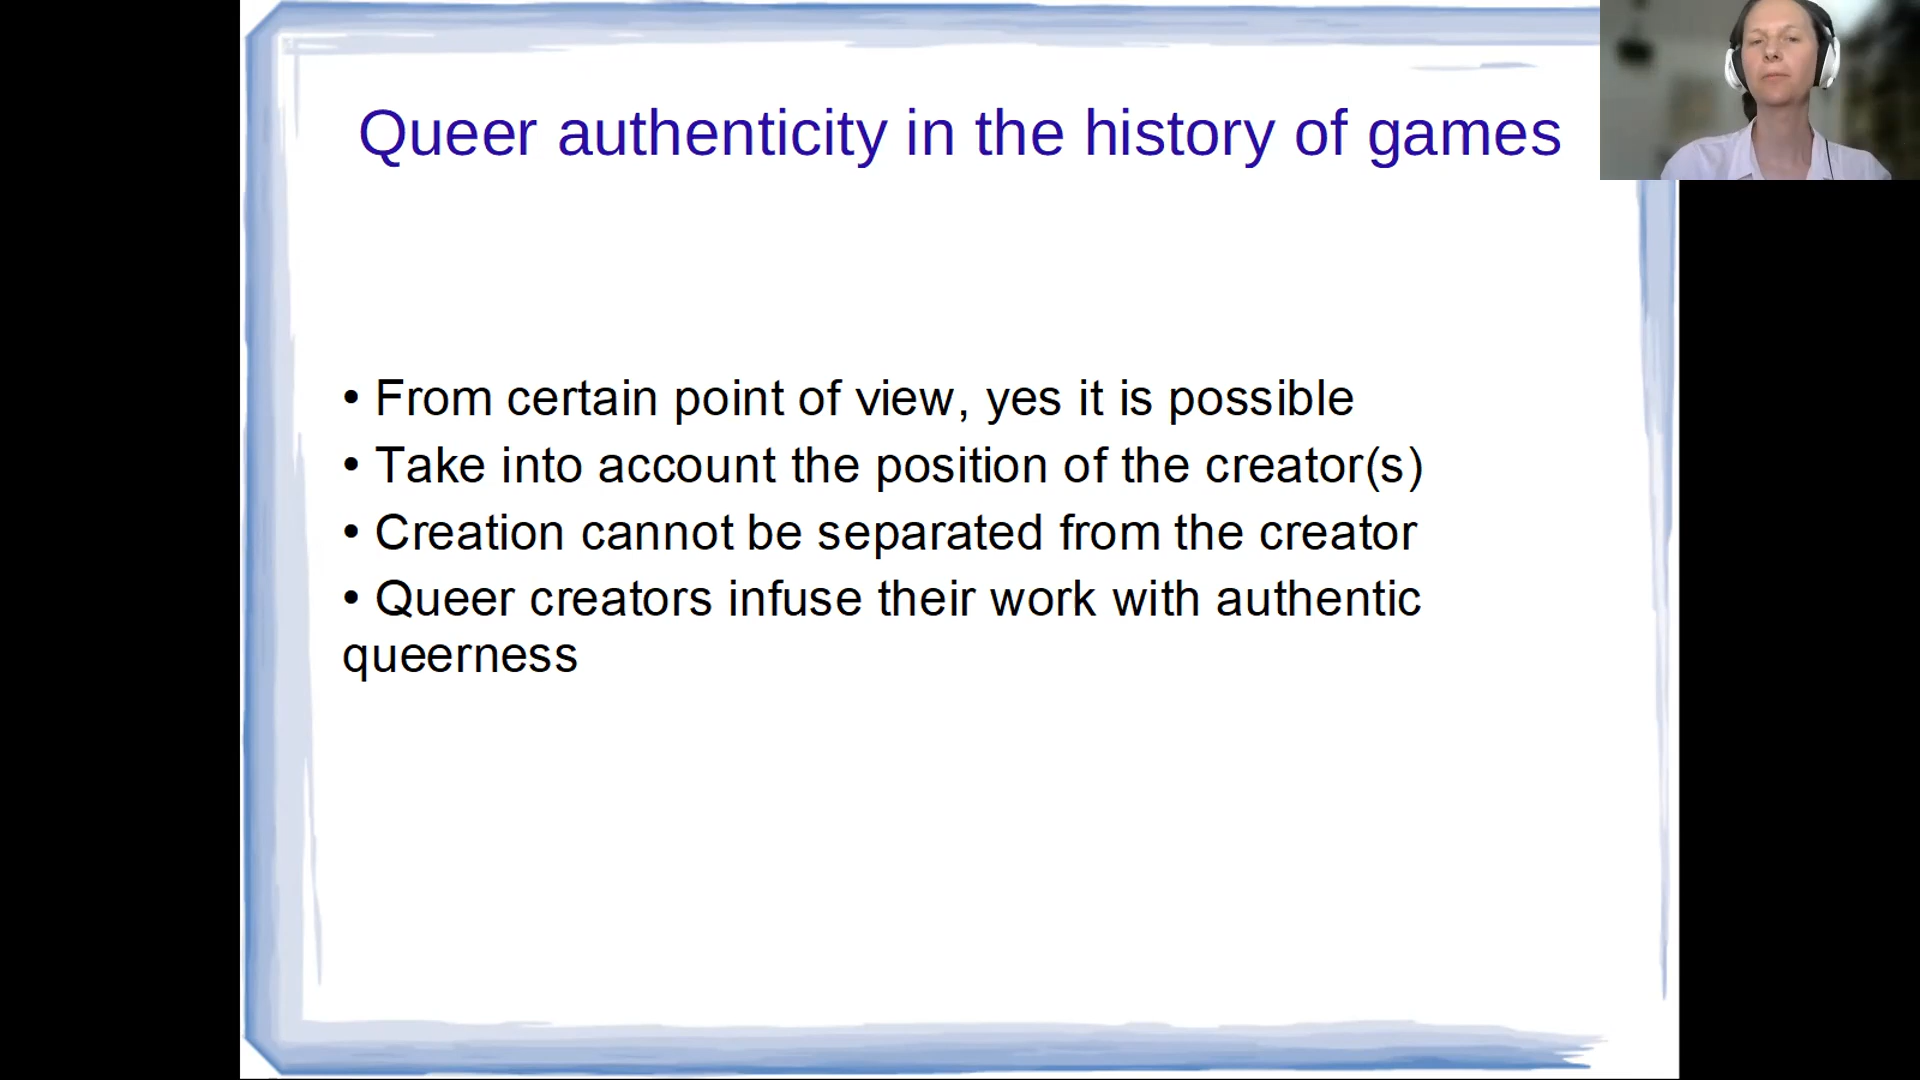 Queer authenticity in the history of games
• From certain point of view, yes it is possible
• Take into account the position of the creator(s)
• Creation cannot be separated from the creator
• Queer creators infuse their work with authentic
queerness